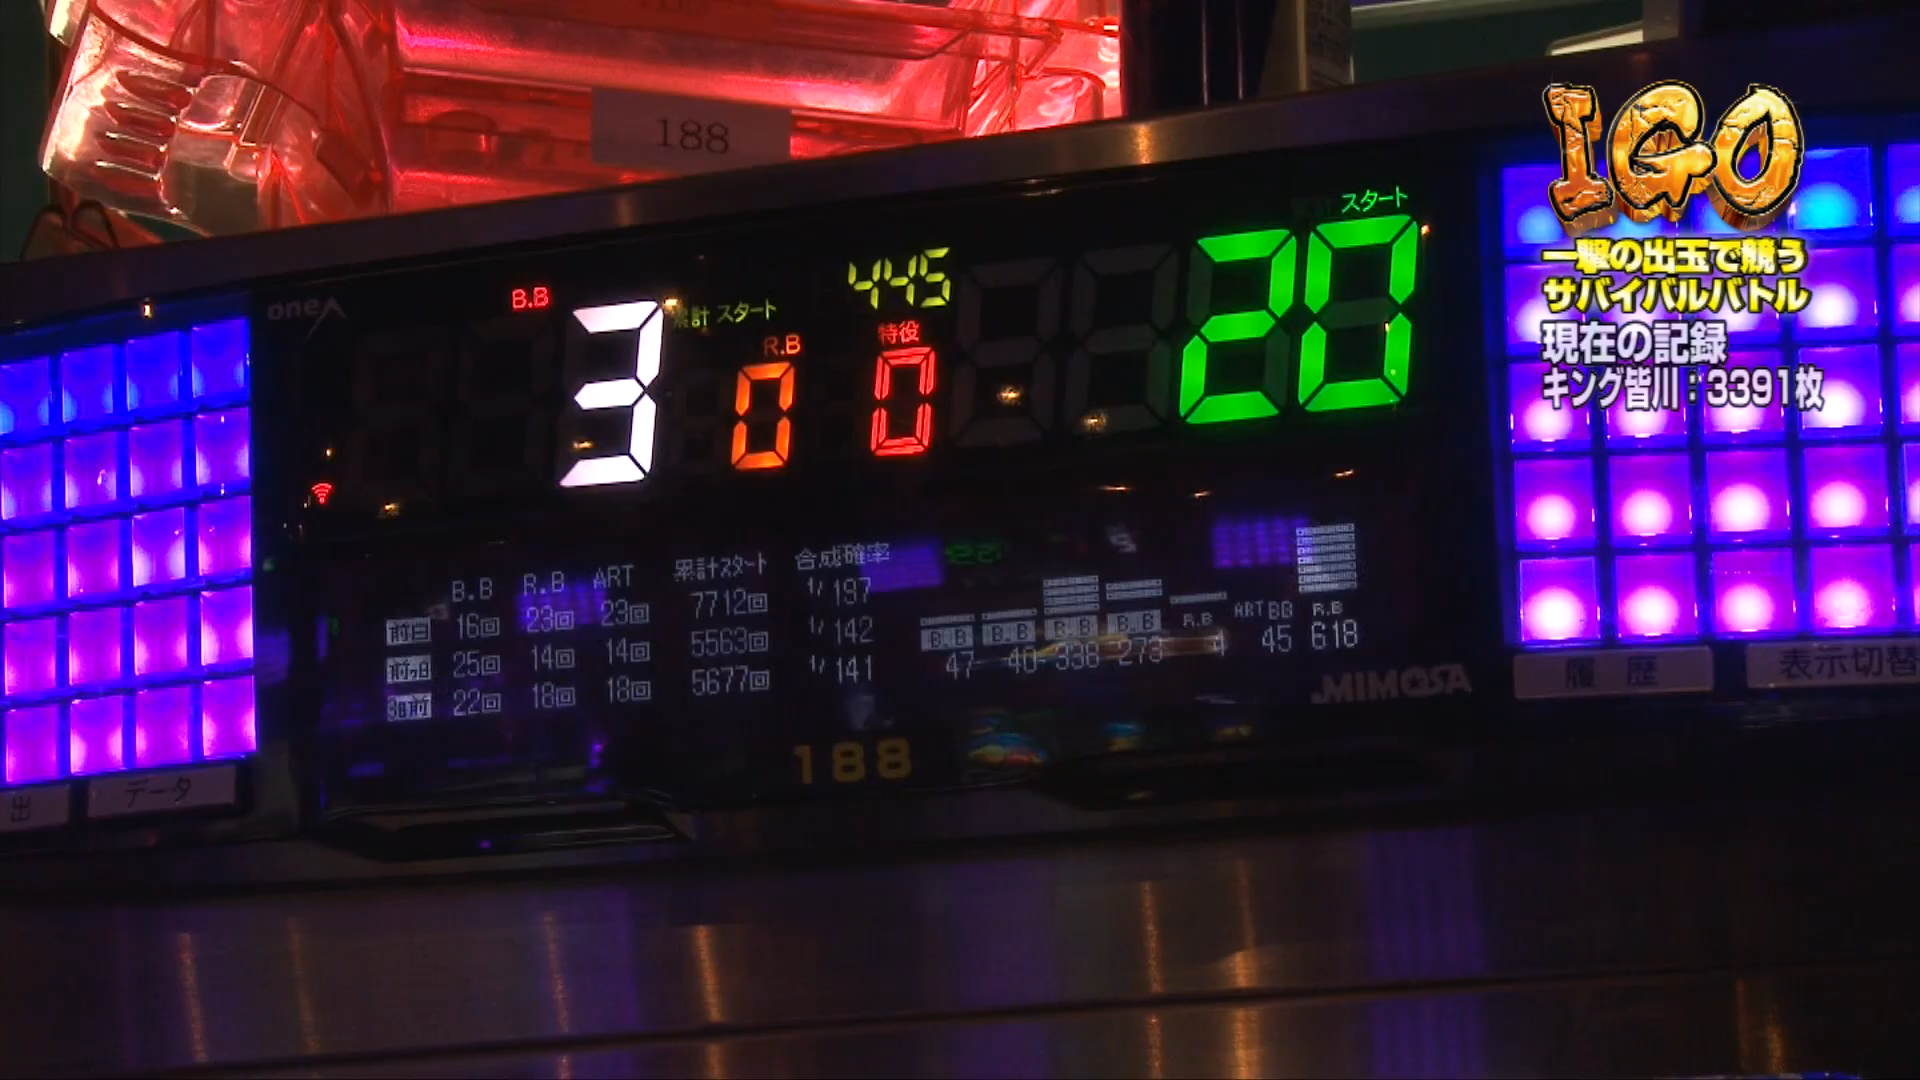 188
IGO
一撃の出玉で競う
サバイバルバトル
現在の記録
キング皆川：3391枚
oneA
B.B
3
累計 スタート
445
スタート
20
R.B
0
特役
0
B.B R.B ART 累計スタート 合成確率
前日 16回 23回 23回 7712回 1/197
前々日 25回 14回 14回 5563回 1/142
3日前 22回 18回 18回 5677回 1/141
B.B B.B B.B B.B R.B ART BB R.B
47 40 338 273 4 45 618
MIMOSA
188
出
データ
履歴
表示切替